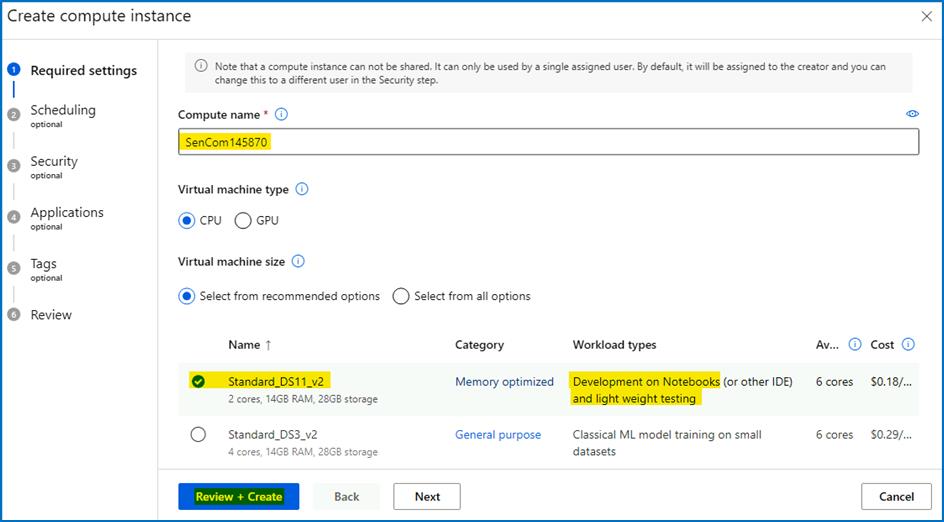 Create compute instance
1
Required settings
2
Scheduling
optional
3
Security
optional
4
Applications
optional
5
Tags
optional
6
Review
Note that a compute instance can not be shared. It can only be used by a single assigned user. By default, it will be assigned to the creator and you can
change this to a different user in the Security step.
Compute name *
SenCom145870
Virtual machine type
CPU GPU
Virtual machine size
Select from recommended options Select from all options
Name ↑ Category Workload types Av... Cost
Standard_DS11_v2 Memory optimized Development on Notebooks (or other IDE) 6 cores $0.18/...
2 cores, 14GB RAM, 28GB storage and light weight testing
Standard_DS3_v2 General purpose Classical ML model training on small 6 cores $0.29/...
4 cores, 14GB RAM, 28GB storage datasets
Review + Create Back Next Cancel